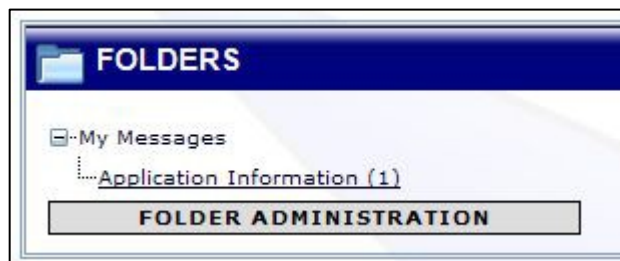 FOLDERS
My Messages
Application Information (1)
FOLDER ADMINISTRATION